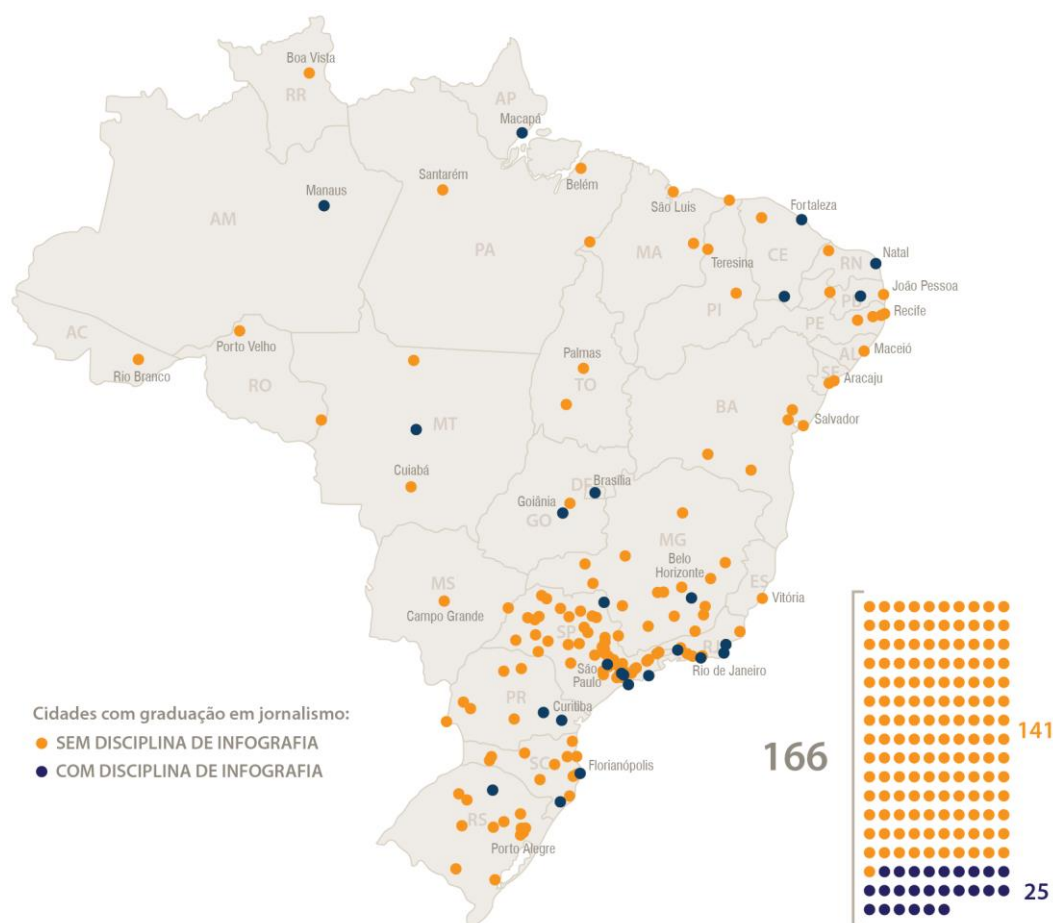 Boa Vista
RR
AP
Macapá
Santarém
Belém
Manaus
São Luis
Fortaleza
AM
PA
MA
Teresina
CE
RN
Natal
PB
João Pessoa
PI
Recife
PE
AC
Porto Velho
Rio Branco
RO
Palmas
TO
AL
Maceió
SE
Aracaju
BA
Salvador
MT
Cuiabá
DF
Brasília
Goiânia
GO
MG
Belo
Horizonte
ES
Vitória
MS
Campo Grande
SP
RJ
Rio de Janeiro
São
Paulo
PR
Curitiba
SC
Florianópolis
RS
Porto Alegre
Cidades com graduação em jornalismo:
SEM DISCIPLINA DE INFOGRAFIA
COM DISCIPLINA DE INFOGRAFIA
166
141
25